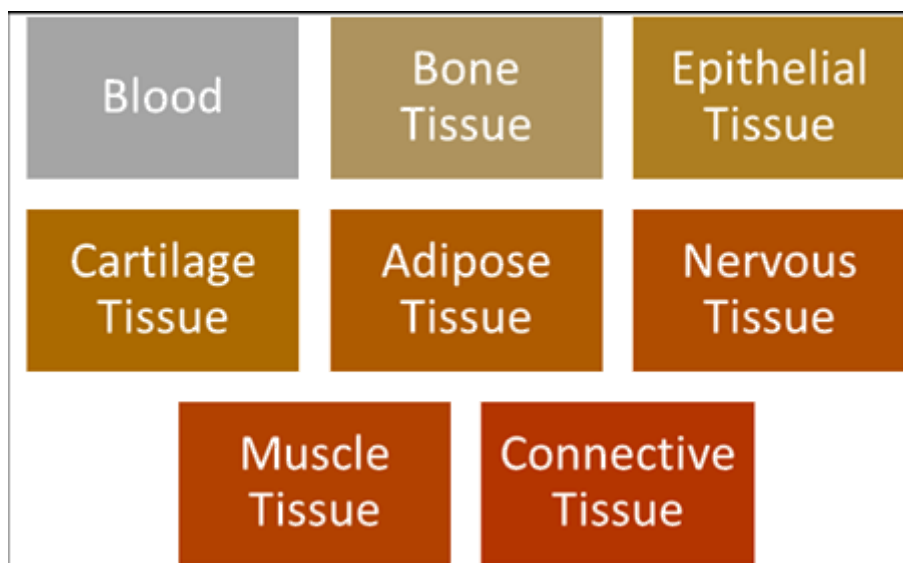 Blood
Bone
Tissue
Epithelial
Tissue
Cartilage
Tissue
Adipose
Tissue
Nervous
Tissue
Muscle
Tissue
Connective
Tissue